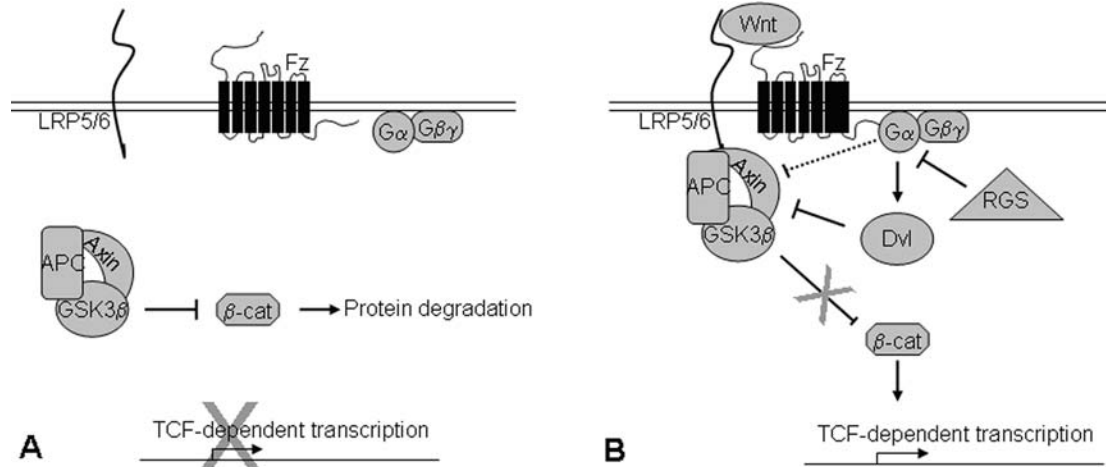 Fz
LRP5/6
Gα
Gβγ
APC
Axin
GSK3β
β-cat
Protein degradation
TCF-dependent transcription
A
Wnt
Fz
LRP5/6
Gα
Gβγ
APC
Axin
RGS
GSK3β
Dvl
β-cat
TCF-dependent transcription
B